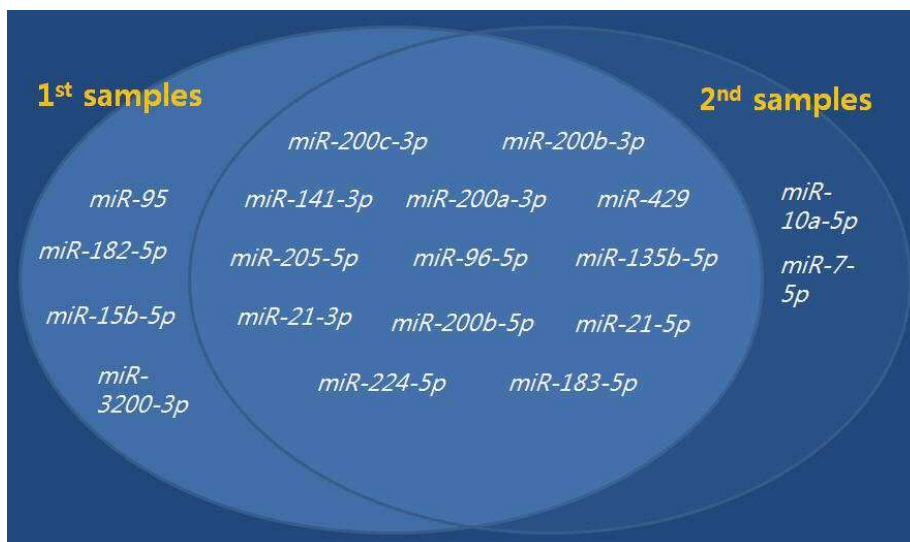 1st samples
2nd samples
miR-200c-3p miR-200b-3p
miR-95 miR-141-3p miR-200a-3p miR-429 miR-
10a-5p
miR-182-5p miR-205-5p miR-96-5p miR-135b-5p miR-7-
5p
miR-15b-5p miR-21-3p miR-200b-5p miR-21-5p
miR-
3200-3p miR-224-5p miR-183-5p